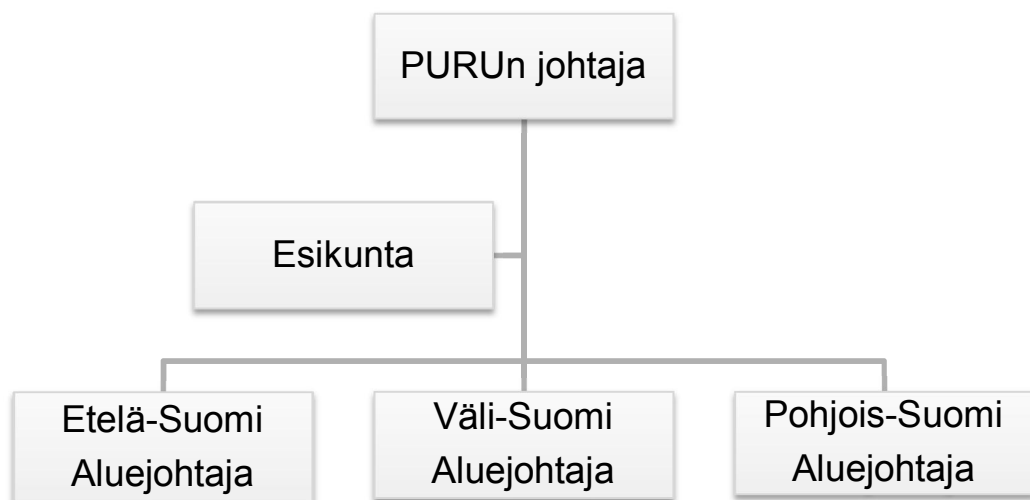 PURUn johtaja
Esikunta
Etelä-Suomi
Aluejohtaja
Väli-Suomi
Aluejohtaja
Pohjois-Suomi
Aluejohtaja